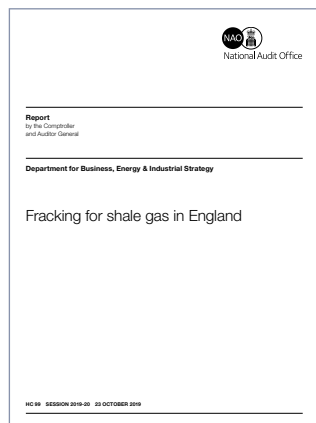 NAO
National Audit Office
Report
by the Comptroller
and Auditor General
Department for Business, Energy & Industrial Strategy
Fracking for shale gas in England
HC 99 SESSION 2019-20 23 OCTOBER 2019